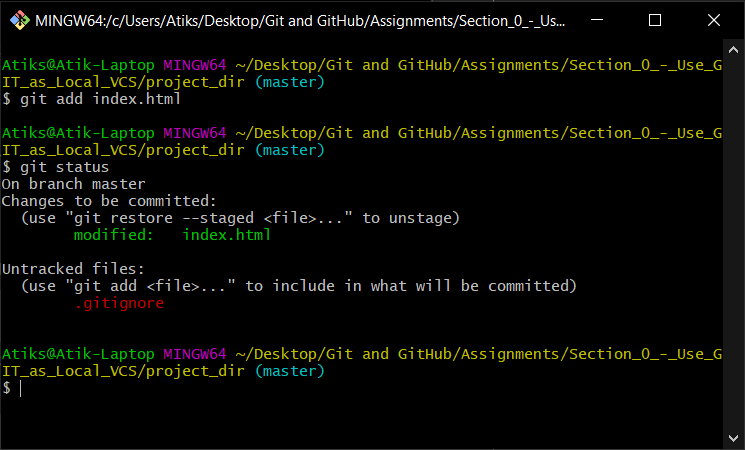 MINGW64:/c/Users/Atiks/Desktop/Git and GitHub/Assignments/Section_0_-_Us...
Atiks@Atik-Laptop MINGW64 ~/Desktop/Git and GitHub/Assignments/Section_0_-_Use_G
IT_as_Local_VCS/project_dir (master)
$ git add index.html
Atiks@Atik-Laptop MINGW64 ~/Desktop/Git and GitHub/Assignments/Section_0_-_Use_G
IT_as_Local_VCS/project_dir (master)
$ git status
On branch master
Changes to be committed:
  (use "git restore --staged <file>..." to unstage)
        modified:   index.html
Untracked files:
  (use "git add <file>..." to include in what will be committed)
        .gitignore
Atiks@Atik-Laptop MINGW64 ~/Desktop/Git and GitHub/Assignments/Section_0_-_Use_G
IT_as_Local_VCS/project_dir (master)
$